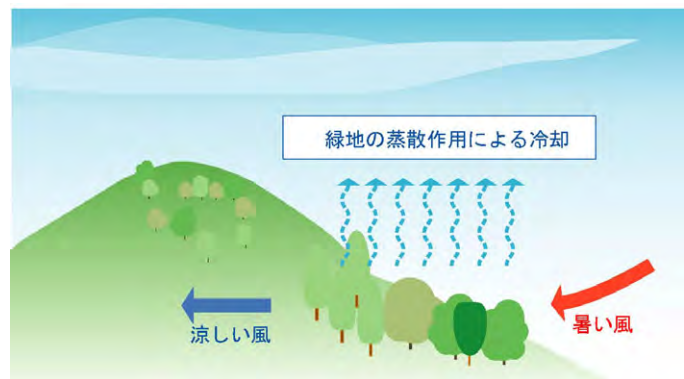 緑地の蒸散作用による冷却
涼しい風
暑い風